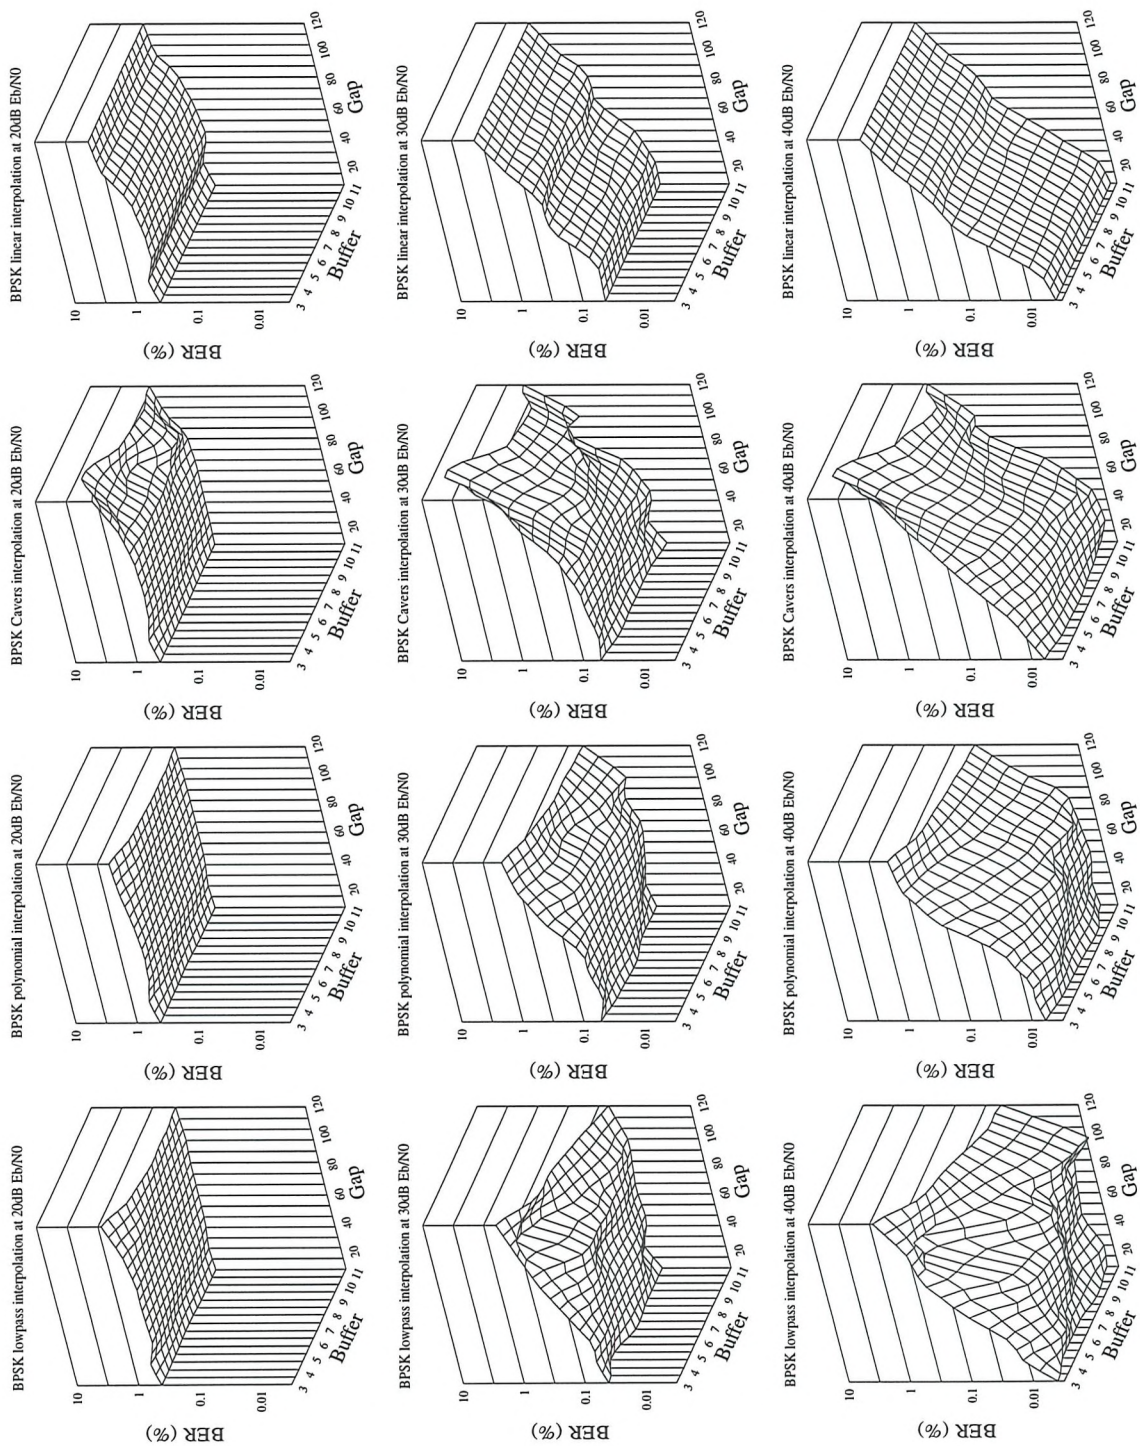 BPSK lowpass interpolation at 20dB Eb/N0
BER (%)
10
1
0.1
0.01
3 4 5 6 7 8 9 10 11
Buffer
20 40 60 80 100 120
Gap
BPSK polynomial interpolation at 20dB Eb/N0
BER (%)
10
1
0.1
0.01
3 4 5 6 7 8 9 10 11
Buffer
20 40 60 80 100 120
Gap
BPSK Cavers interpolation at 20dB Eb/N0
BER (%)
10
1
0.1
0.01
3 4 5 6 7 8 9 10 11
Buffer
20 40 60 80 100 120
Gap
BPSK linear interpolation at 20dB Eb/N0
BER (%)
10
1
0.1
0.01
3 4 5 6 7 8 9 10 11
Buffer
20 40 60 80 100 120
Gap
BPSK lowpass interpolation at 30dB Eb/N0
BER (%)
10
1
0.1
0.01
3 4 5 6 7 8 9 10 11
Buffer
20 40 60 80 100 120
Gap
BPSK polynomial interpolation at 30dB Eb/N0
BER (%)
10
1
0.1
0.01
3 4 5 6 7 8 9 10 11
Buffer
20 40 60 80 100 120
Gap
BPSK Cavers interpolation at 30dB Eb/N0
BER (%)
10
1
0.1
0.01
3 4 5 6 7 8 9 10 11
Buffer
20 40 60 80 100 120
Gap
BPSK linear interpolation at 30dB Eb/N0
BER (%)
10
1
0.1
0.01
3 4 5 6 7 8 9 10 11
Buffer
20 40 60 80 100 120
Gap
BPSK lowpass interpolation at 40dB Eb/N0
BER (%)
10
1
0.1
0.01
3 4 5 6 7 8 9 10 11
Buffer
20 40 60 80 100 120
Gap
BPSK polynomial interpolation at 40dB Eb/N0
BER (%)
10
1
0.1
0.01
3 4 5 6 7 8 9 10 11
Buffer
20 40 60 80 100 120
Gap
BPSK Cavers interpolation at 40dB Eb/N0
BER (%)
10
1
0.1
0.01
3 4 5 6 7 8 9 10 11
Buffer
20 40 60 80 100 120
Gap
BPSK linear interpolation at 40dB Eb/N0
BER (%)
10
1
0.1
0.01
3 4 5 6 7 8 9 10 11
Buffer
20 40 60 80 100 120
Gap